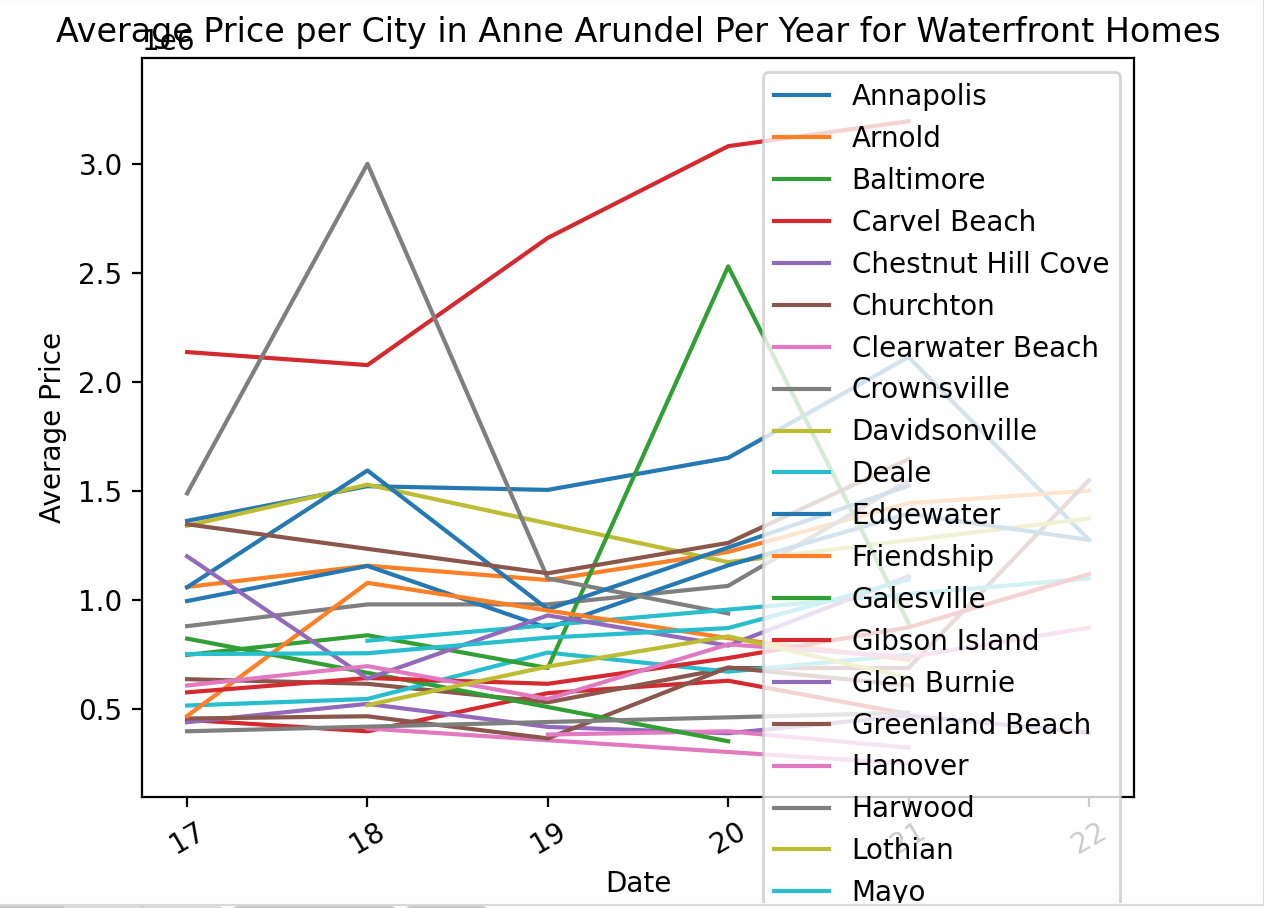 Average Price per City in Anne Arundel Per Year for Waterfront Homes
1e6
3.0
2.5
2.0
1.5
1.0
0.5
Average Price
17
18
19
20
21
22
Date
Annapolis
Arnold
Baltimore
Carvel Beach
Chestnut Hill Cove
Churchton
Clearwater Beach
Crownsville
Davidsonville
Deale
Edgewater
Friendship
Galesville
Gibson Island
Glen Burnie
Greenland Beach
Hanover
Harwood
Lothian
Mayo